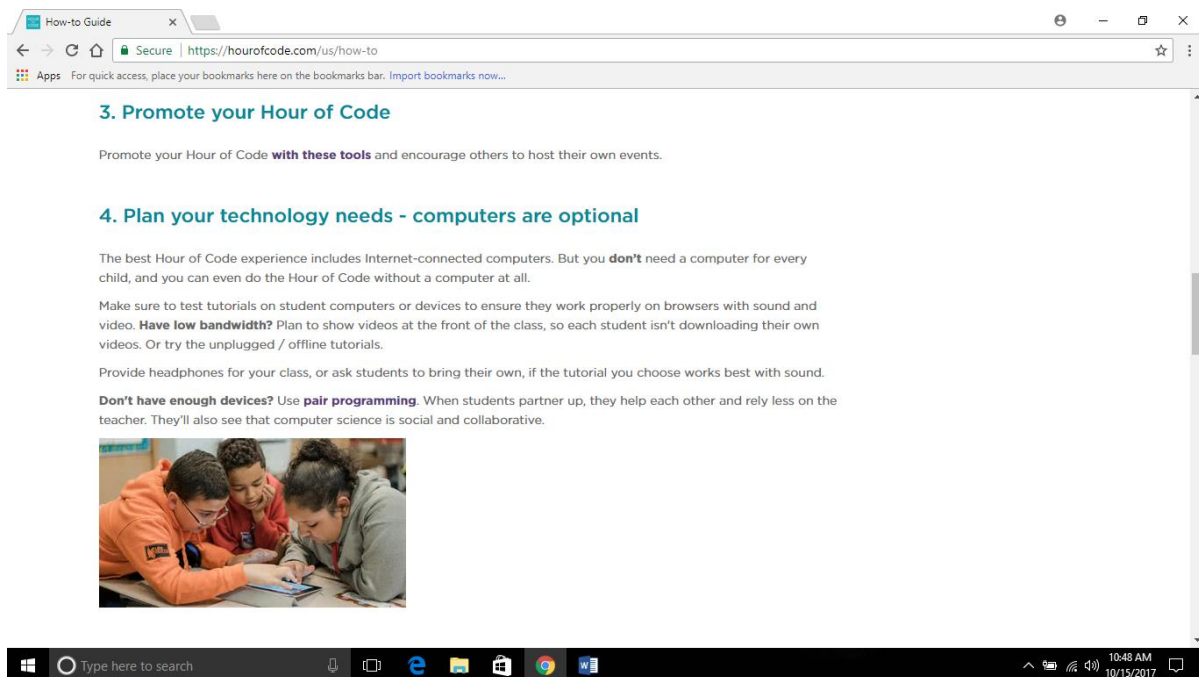 How-to Guide
Secure | https://hourofcode.com/us/how-to
Apps For quick access, place your bookmarks here on the bookmarks bar. Import bookmarks now...
3. Promote your Hour of Code
Promote your Hour of Code with these tools and encourage others to host their own events.
4. Plan your technology needs - computers are optional
The best Hour of Code experience includes Internet-connected computers. But you don't need a computer for every
child, and you can even do the Hour of Code without a computer at all.
Make sure to test tutorials on student computers or devices to ensure they work properly on browsers with sound and
video. Have low bandwidth? Plan to show videos at the front of the class, so each student isn't downloading their own
videos. Or try the unplugged / offline tutorials.
Provide headphones for your class, or ask students to bring their own, if the tutorial you choose works best with sound.
Don't have enough devices? Use pair programming. When students partner up, they help each other and rely less on the
teacher. They'll also see that computer science is social and collaborative.
Type here to search
10:48 AM
10/15/2017